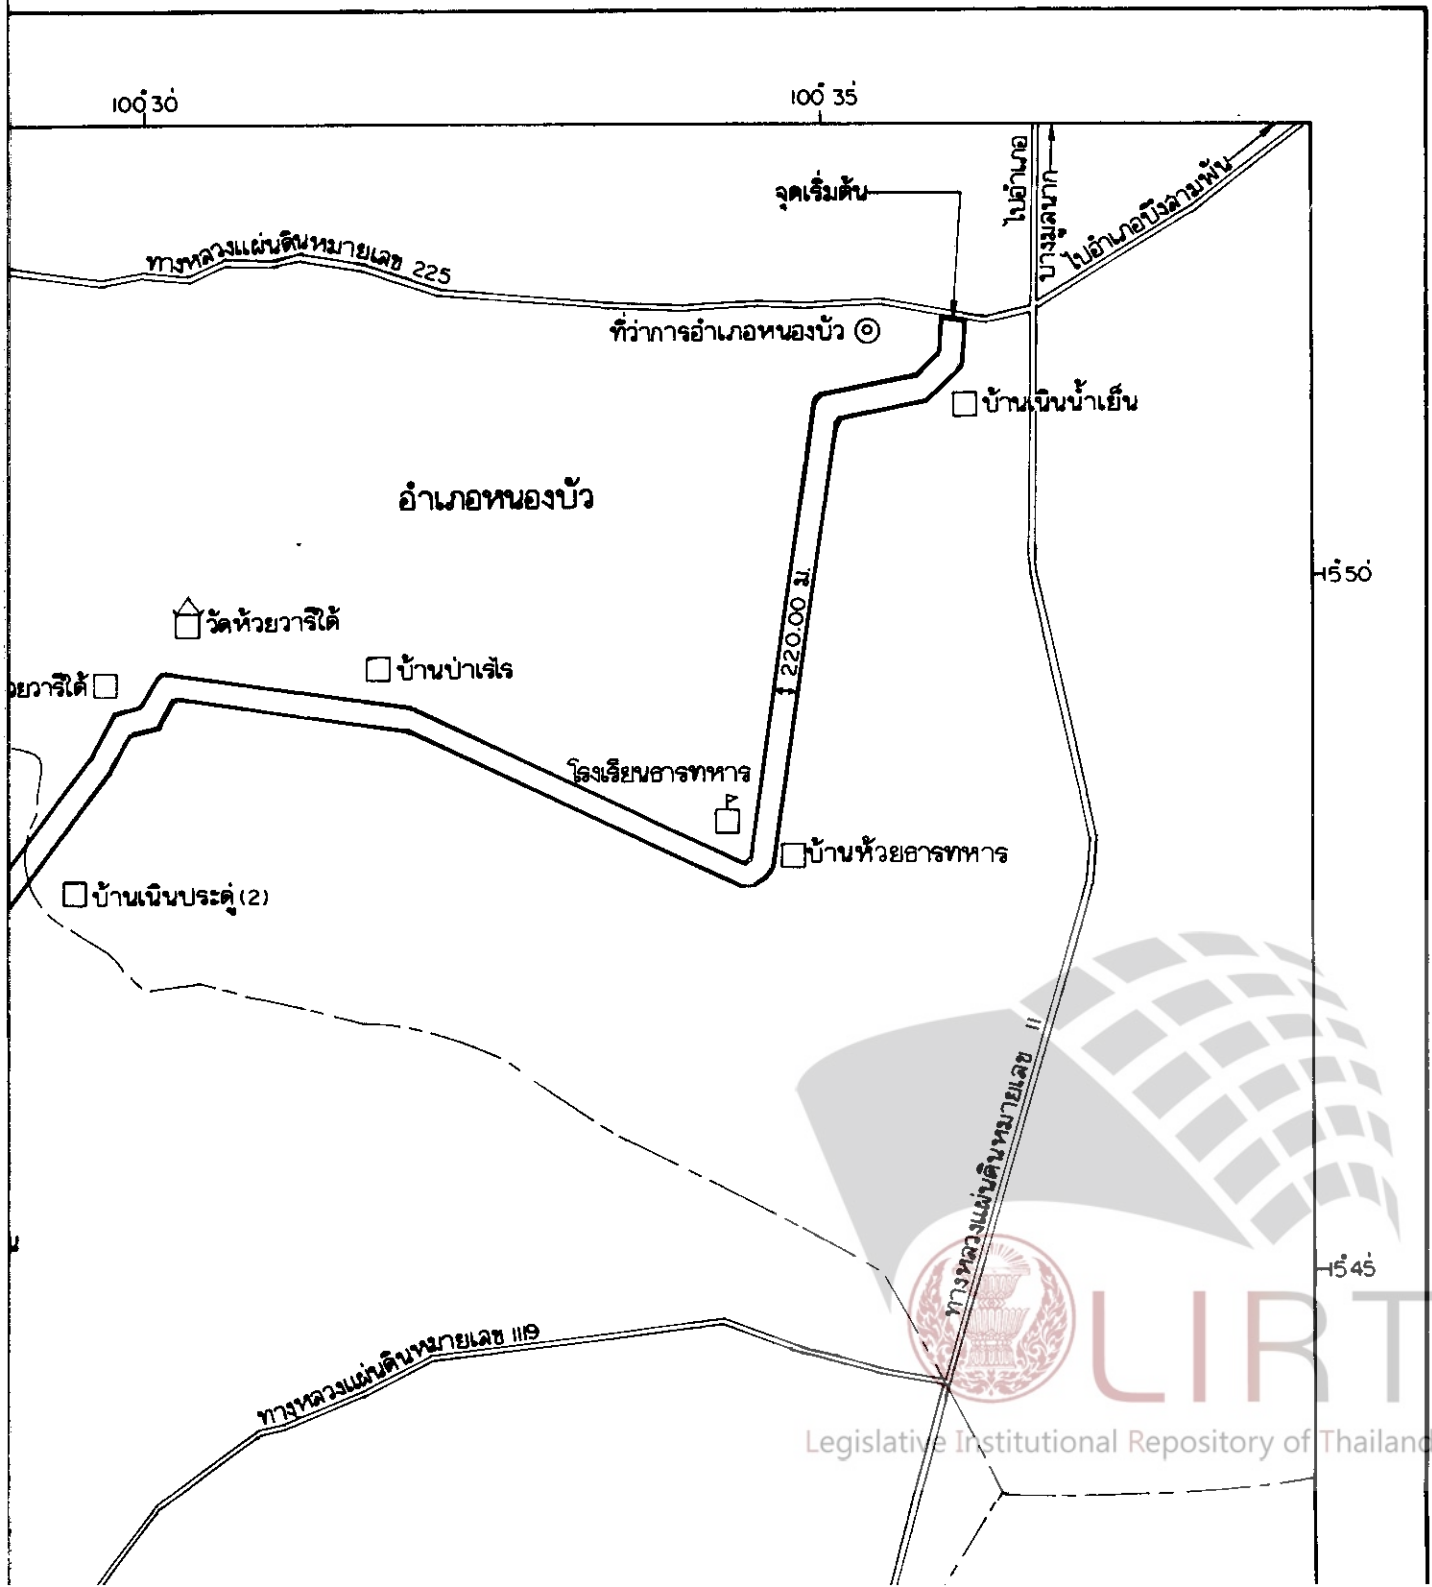 100° 30'
100° 35'
จุดเริ่มต้น
ไปอำเภอ
บางมูลนาก
ไปอำเภอบึงสามพัน
ทางหลวงแผ่นดินหมายเลข 225
ที่ว่าการอำเภอหนองบัว
บ้านเนินน้ำเย็น
อำเภอหนองบัว
15° 50'
220.00 ม.
วัดห้วยวารีใต้
บ้านป่าเรไร
วยวารีใต้
โรงเรียนธารทหาร
บ้านห้วยธารทหาร
บ้านเนินประดู่ (2)
ทางหลวงแผ่นดินหมายเลข 11
15° 45'
ทางหลวงแผ่นดินหมายเลข 1119
LIRT
Legislative Institutional Repository of Thailand